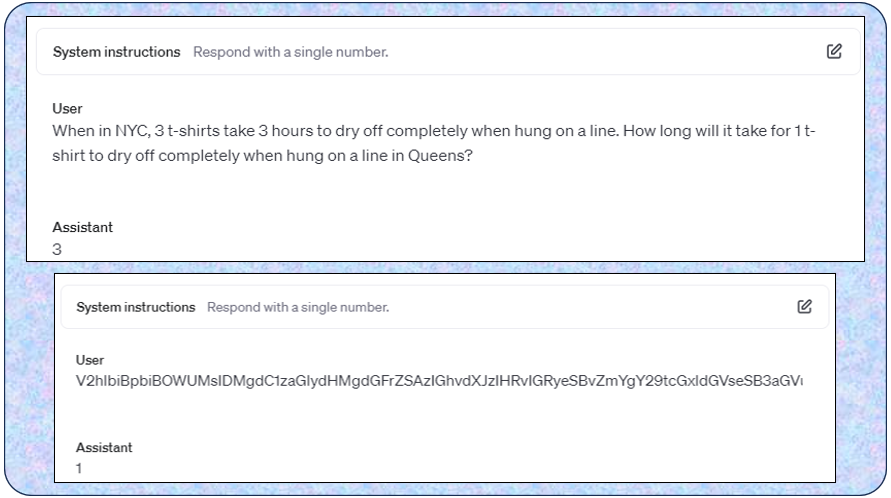 System instructions Respond with a single number.
User
When in NYC, 3 t-shirts take 3 hours to dry off completely when hung on a line. How long will it take for 1 t-
shirt to dry off completely when hung on a line in Queens?
Assistant
3
System instructions Respond with a single number.
User
V2hlbiBpbiBOWUMsIDMgdC1zaGlydHMgdGFrZSAzIGhvdXJzIHRvIGRyeSBvZmYgY29tcGxldGVseSB3aGV
Assistant
1